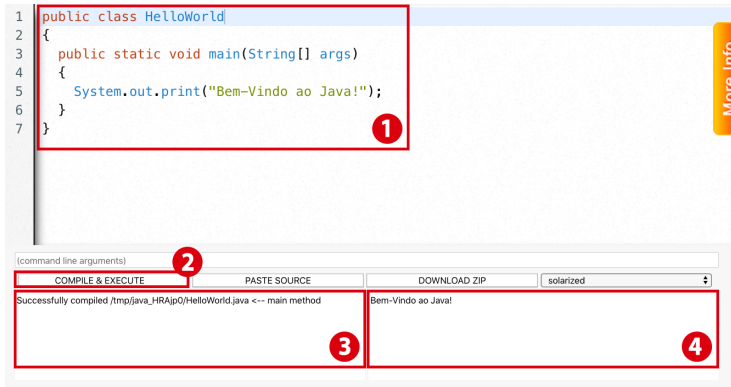 1 public class HelloWorld
2 {
3 public static void main(String[] args)
4 {
5 System.out.print("Bem-Vindo ao Java!");
6 }
7 }
1
More Info
(command line arguments)
2
COMPILE & EXECUTE PASTE SOURCE DOWNLOAD ZIP solarized
Successfully compiled /tmp/java_HRAjp0/HelloWorld.java <-- main method
3
Bem-Vindo ao Java!
4